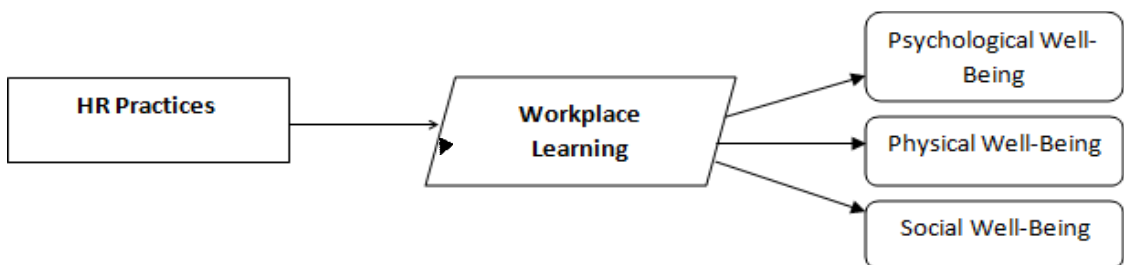 HR Practices
Workplace
Learning
Psychological Well-
Being
Physical Well-Being
Social Well-Being